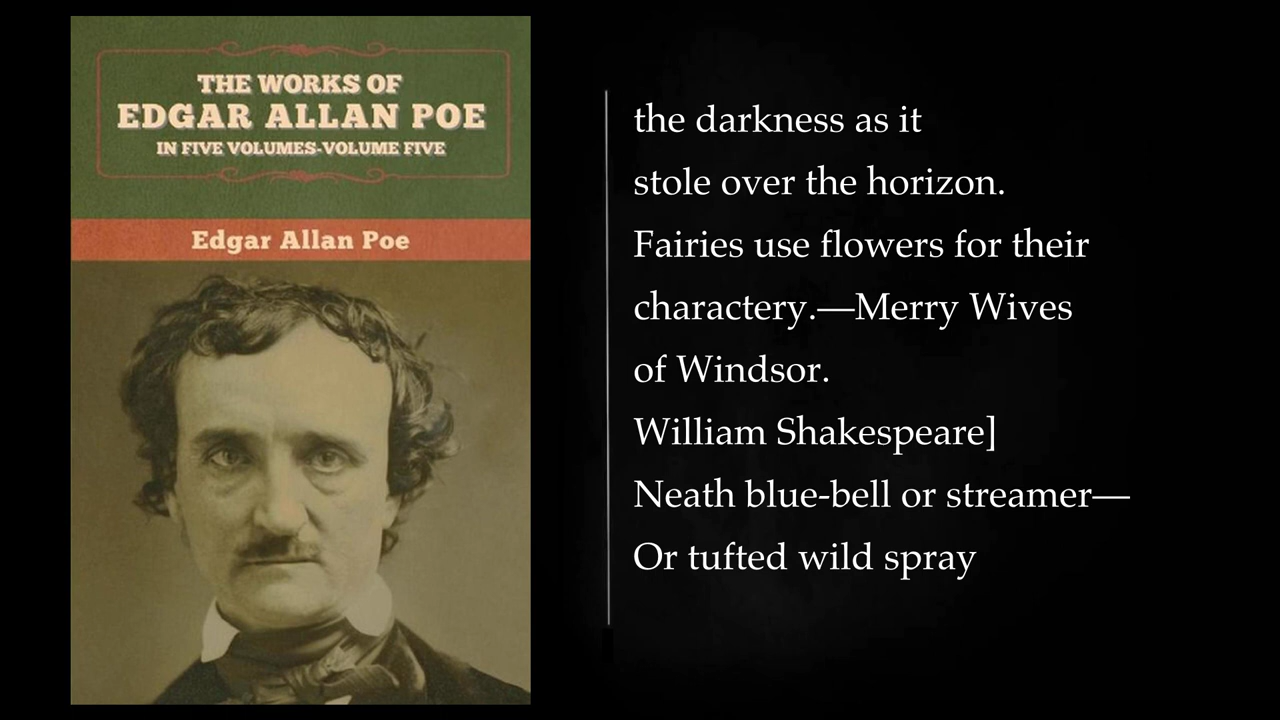 THE WORKS OF
EDGAR ALLAN POE
IN FIVE VOLUMES-VOLUME FIVE
Edgar Allan Poe
the darkness as it
stole over the horizon.
Fairies use flowers for their
charactery.—Merry Wives
of Windsor.
William Shakespeare]
Neath blue-bell or streamer—
Or tufted wild spray